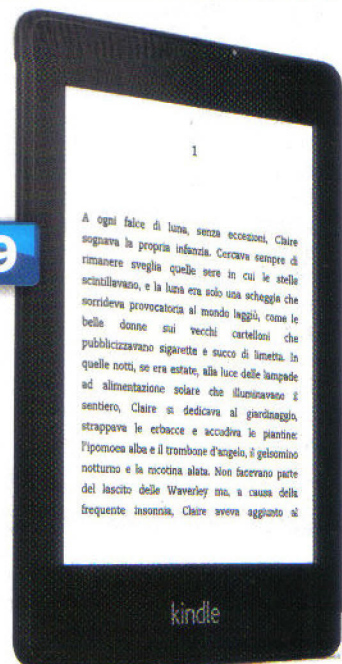 1
A ogni falce di luna, senza eccezioni, Claire
sognava la propria infanzia. Cercava sempre di
rimanere sveglia quelle sere in cui le stelle
scintillavano, e la luna era solo una scheggia che
sorrideva provocatoria al mondo laggiù, come le
belle donne sui vecchi cartelloni che
pubblicizzavano sigarette e succo di limetta. In
quelle notti, se era estate, alla luce delle lampade
ad alimentazione solare che illuminavano il
sentiero, Claire si dedicava al giardinaggio,
strappava le erbacce e accudiva le piantine:
l'ipomoea alba e il trombone d'angelo, il gelsomino
notturno e la nicotina alata. Non facevano parte
del lascito delle Waverley ma, a causa della
frequente insonnia, Claire aveva aggiunto al
9
kindle